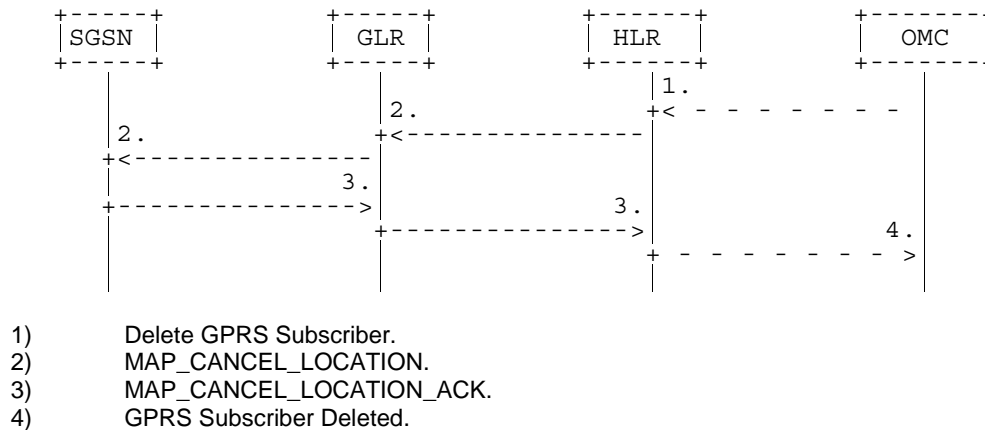 SGSN GLR HLR OMC
1.
2.
2.
3.
3.
4.
1) Delete GPRS Subscriber.
2) MAP_CANCEL_LOCATION.
3) MAP_CANCEL_LOCATION_ACK.
4) GPRS Subscriber Deleted.